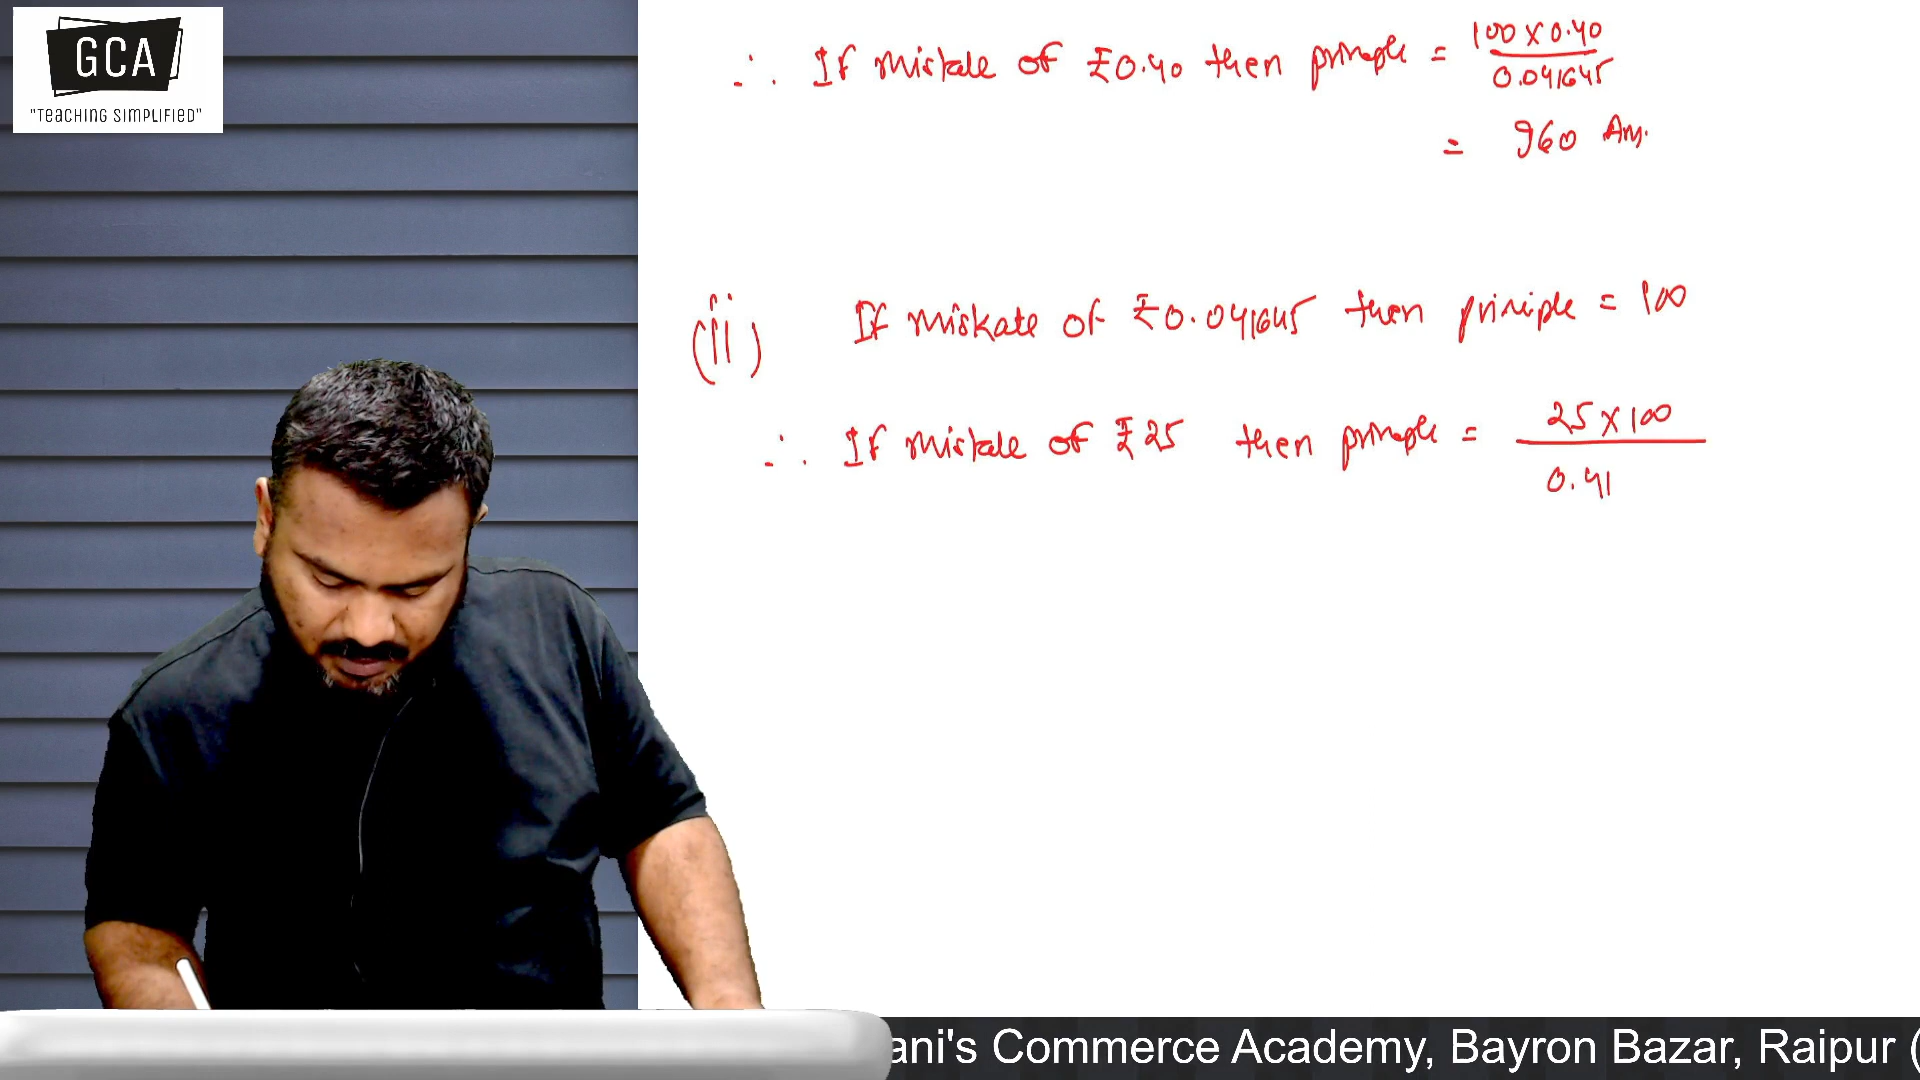 GCA
"TEACHING SIMPLIFIED"
∴ If mistake of ₹0.40 then principle = 100 × 0.40
0.041645
= 960 Ans.
(ii) If miskate of ₹0.041645 then priniple = 100
∴ If mistake of ₹25 then principle = 25 × 100
0.41
ani's Commerce Academy, Bayron Bazar, Raipur (